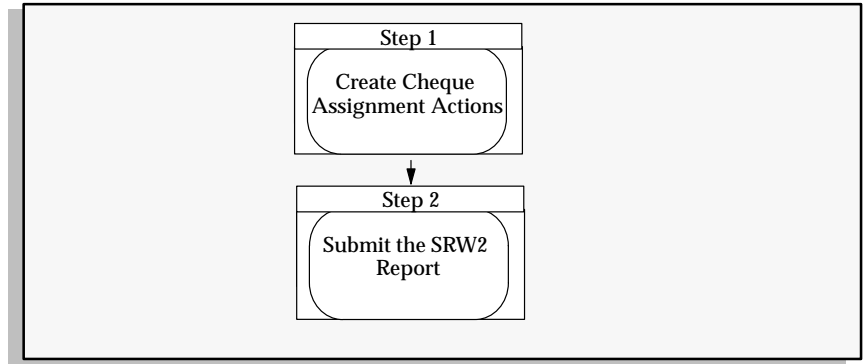 Step 1
Create Cheque
Assignment Actions
Step 2
Submit the SRW2
Report